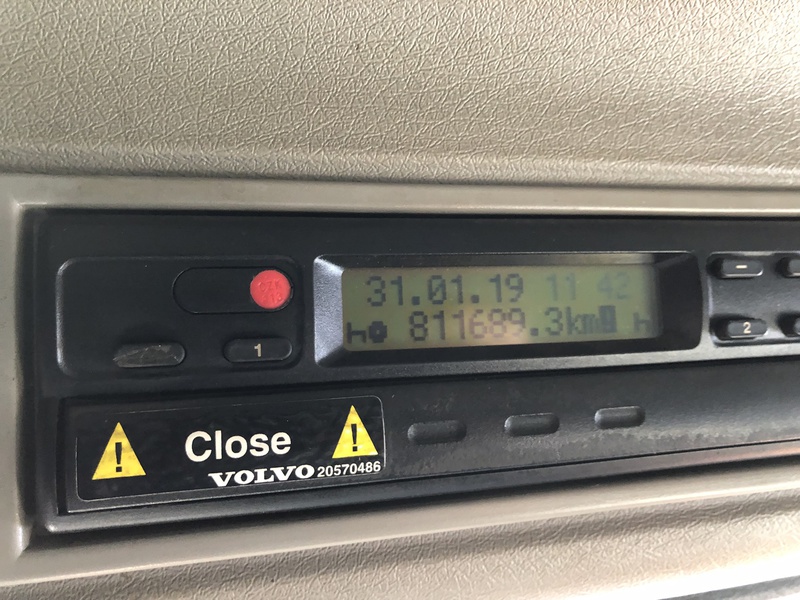 31.01.19 11 42
811689.3km
1
2
Close
VOLVO 20570486